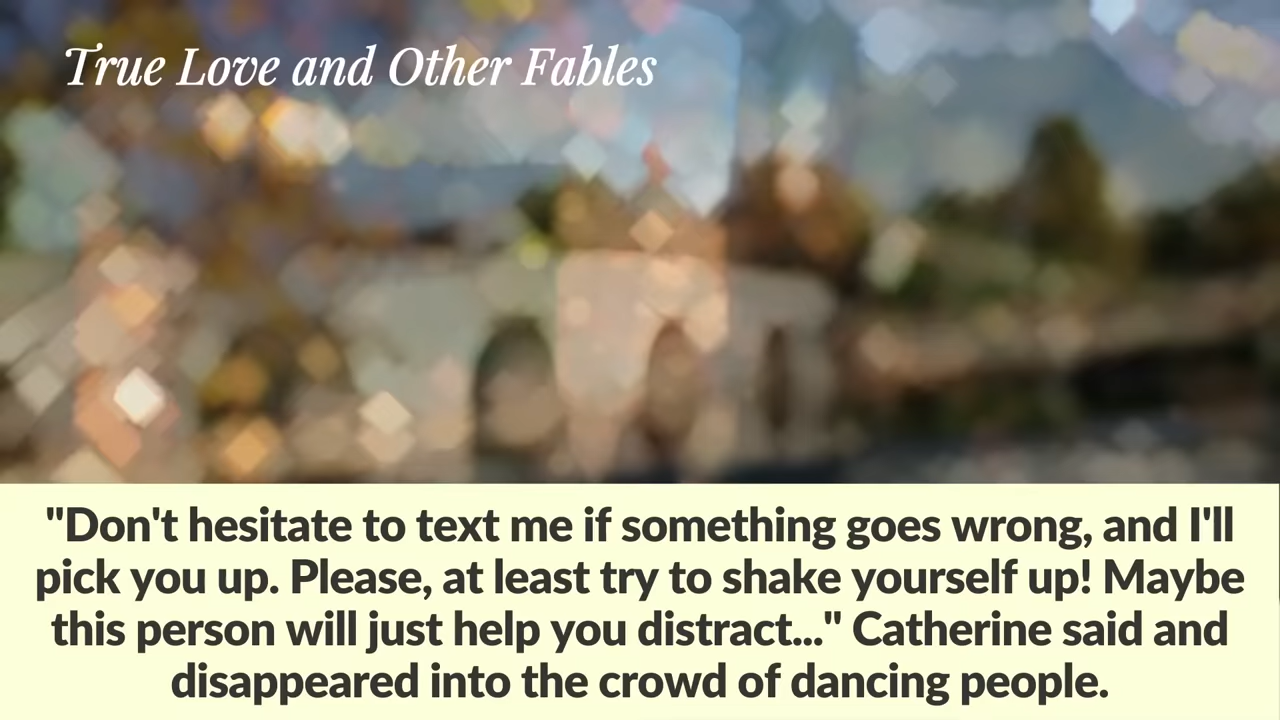 True Love and Other Fables
"Don't hesitate to text me if something goes wrong, and I'll
pick you up. Please, at least try to shake yourself up! Maybe
this person will just help you distract..." Catherine said and
disappeared into the crowd of dancing people.